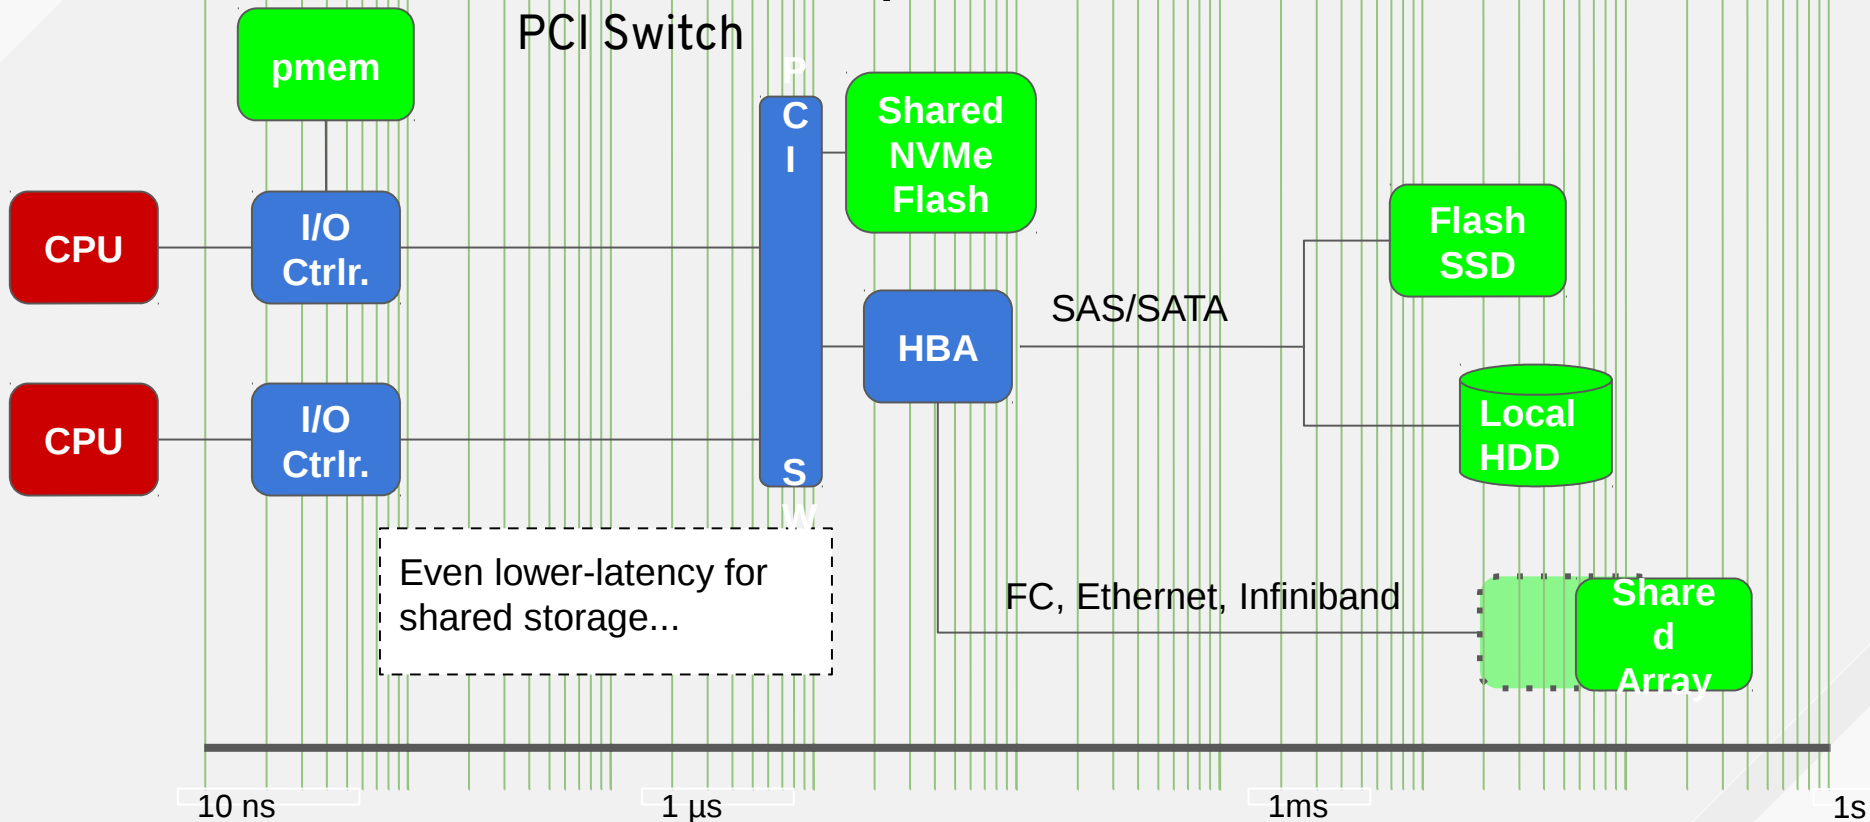 PCI Switch
pmem
P
C
I
S
W
Shared
NVMe
Flash
CPU
I/O
Ctrlr.
Flash
SSD
SAS/SATA
HBA
CPU
I/O
Ctrlr.
Local
HDD
Even lower-latency for
shared storage...
FC, Ethernet, Infiniband
Share
d
Array
10 ns
1 µs
1ms
1s